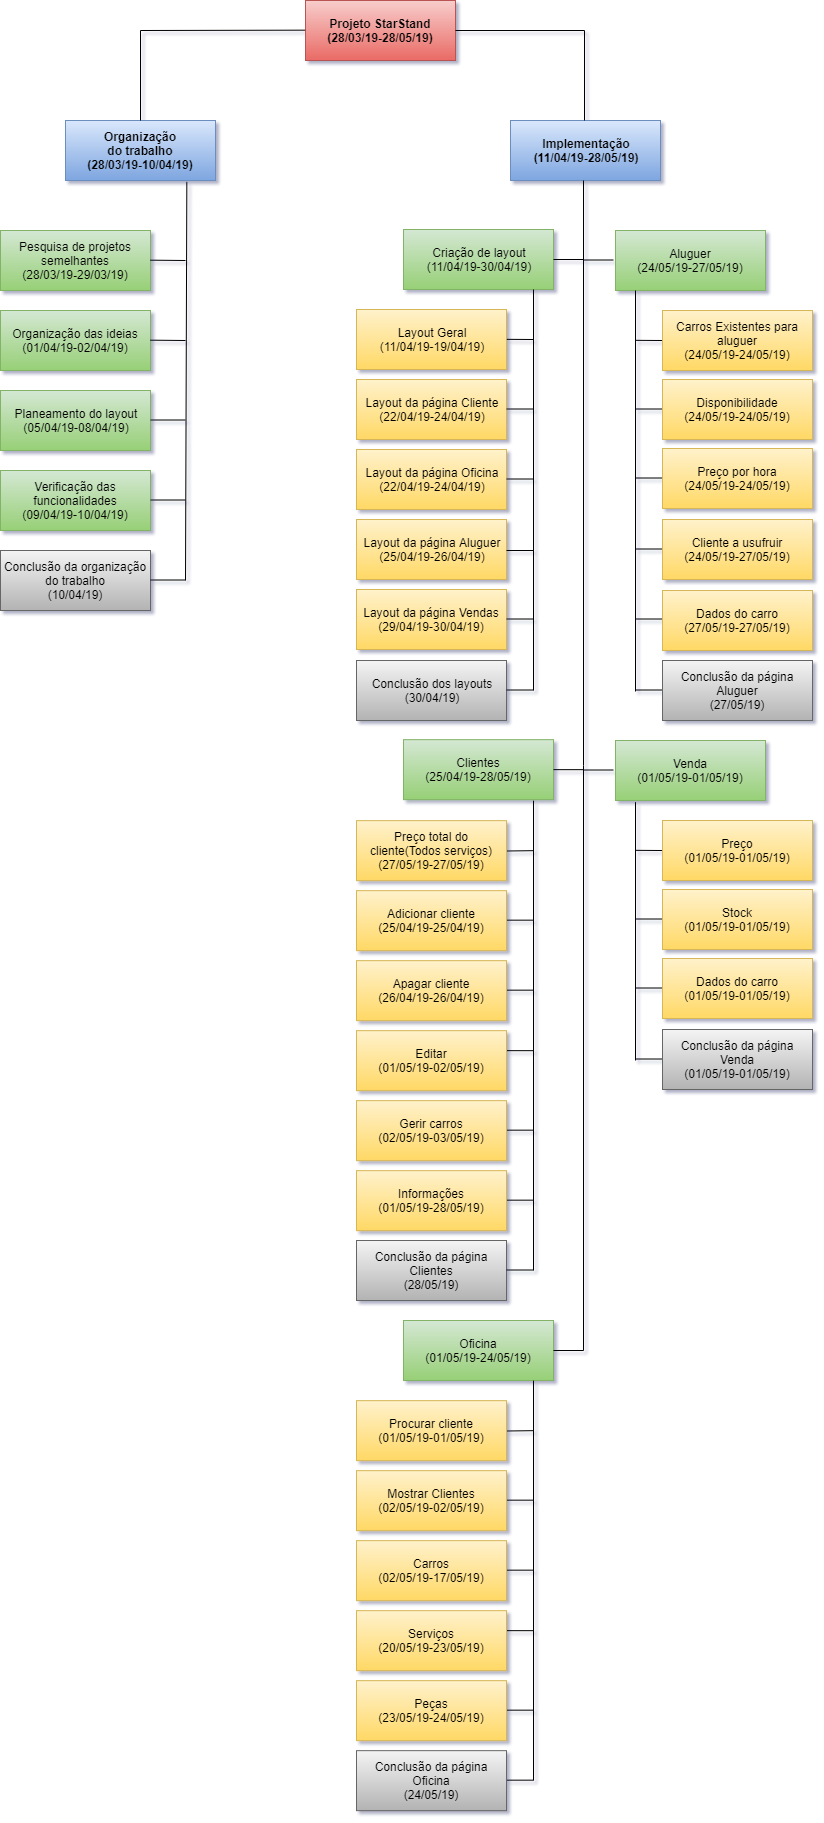 Projeto StarStand
(28/03/19-28/05/19)
Organização
do trabalho
(28/03/19-10/04/19)
Pesquisa de projetos
semelhantes
(28/03/19-29/03/19)
Organização das ideias
(01/04/19-02/04/19)
Planeamento do layout
(05/04/19-08/04/19)
Verificação das
funcionalidades
(09/04/19-10/04/19)
Conclusão da organização
do trabalho
(10/04/19)
Implementação
(11/04/19-28/05/19)
Criação de layout
(11/04/19-30/04/19)
Layout Geral
(11/04/19-19/04/19)
Layout da página Cliente
(22/04/19-24/04/19)
Layout da página Oficina
(22/04/19-24/04/19)
Layout da página Aluguer
(25/04/19-26/04/19)
Layout da página Vendas
(29/04/19-30/04/19)
Conclusão dos layouts
(30/04/19)
Aluguer
(24/05/19-27/05/19)
Carros Existentes para
aluguer
(24/05/19-24/05/19)
Disponibilidade
(24/05/19-24/05/19)
Preço por hora
(24/05/19-24/05/19)
Cliente a usufruir
(24/05/19-27/05/19)
Dados do carro
(27/05/19-27/05/19)
Conclusão da página
Aluguer
(27/05/19)
Clientes
(25/04/19-28/05/19)
Preço total do
cliente(Todos serviços)
(27/05/19-27/05/19)
Adicionar cliente
(25/04/19-25/04/19)
Apagar cliente
(26/04/19-26/04/19)
Editar
(01/05/19-02/05/19)
Gerir carros
(02/05/19-03/05/19)
Informações
(01/05/19-28/05/19)
Conclusão da página
Clientes
(28/05/19)
Venda
(01/05/19-01/05/19)
Preço
(01/05/19-01/05/19)
Stock
(01/05/19-01/05/19)
Dados do carro
(01/05/19-01/05/19)
Conclusão da página
Venda
(01/05/19-01/05/19)
Oficina
(01/05/19-24/05/19)
Procurar cliente
(01/05/19-01/05/19)
Mostrar Clientes
(02/05/19-02/05/19)
Carros
(02/05/19-17/05/19)
Serviços
(20/05/19-23/05/19)
Peças
(23/05/19-24/05/19)
Conclusão da página
Oficina
(24/05/19)